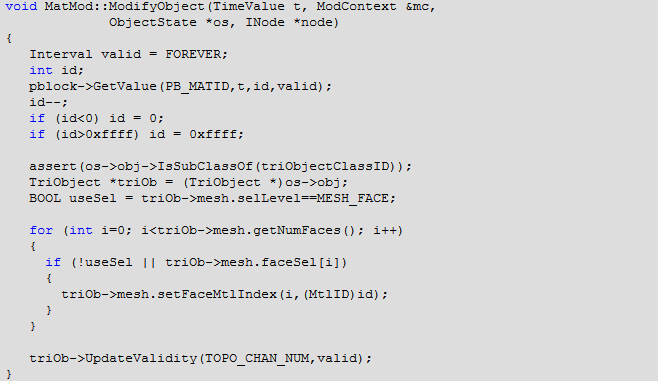 void MatMod::ModifyObject(TimeValue t, ModContext &mc,
ObjectState *os, INode *node)
{
Interval valid = FOREVER;
int id;
pblock->GetValue(PB_MATID,t,id,valid);
id--;
if (id<0) id = 0;
if (id>0xffff) id = 0xffff;
assert(os->obj->IsSubClassOf(triObjectClassID));
TriObject *triOb = (TriObject *)os->obj;
BOOL useSel = triOb->mesh.selLevel==MESH_FACE;
for (int i=0; i<triOb->mesh.getNumFaces(); i++)
{
if (!useSel || triOb->mesh.faceSel[i])
{
triOb->mesh.setFaceMtlIndex(i,(MtlID)id);
}
}
triOb->UpdateValidity(TOPO_CHAN_NUM,valid);
}